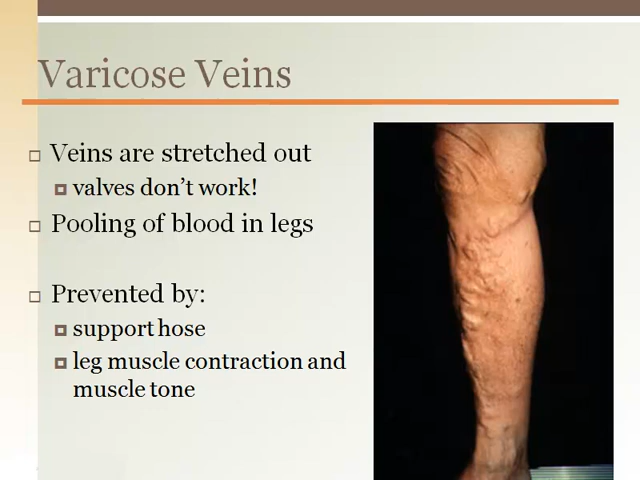 Varicose Veins
Veins are stretched out
valves don't work!
Pooling of blood in legs
Prevented by:
support hose
leg muscle contraction and
muscle tone